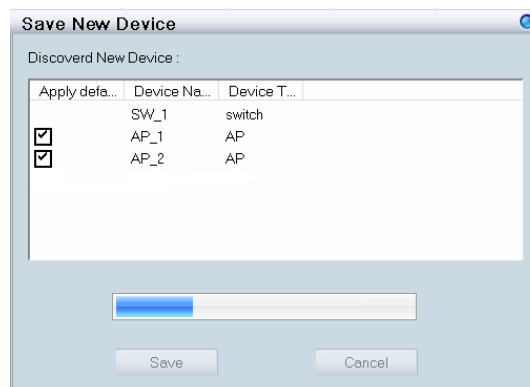 Save New Device
Discoverd New Device :
Apply defa... Device Na... Device T...
SW_1 switch
AP_1 AP
AP_2 AP
Save Cancel